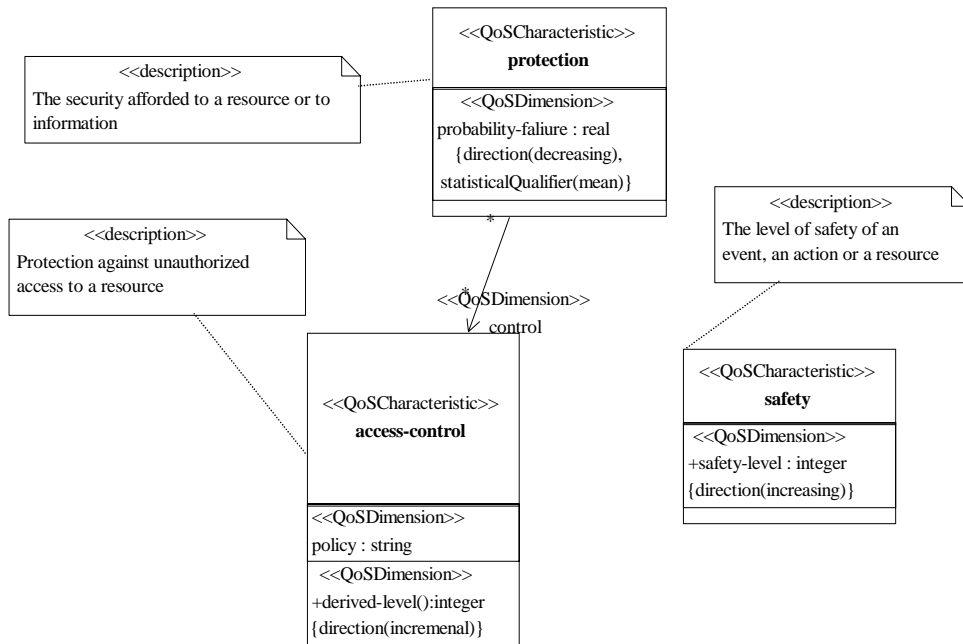 <<QoSCharacteristic>>
protection
<<QoSDimension>>
probability-faliure : real
{direction(decreasing),
statisticalQualifier(mean)}
<<description>>
The security afforded to a resource or to
information
<<description>>
Protection against unauthorized
access to a resource
<<description>>
The level of safety of an
event, an action or a resource
*
*
<<QoSDimension>>
control
<<QoSCharacteristic>>
access-control
<<QoSDimension>>
policy : string
<<QoSDimension>>
+derived-level():integer
{direction(incremenal)}
<<QoSCharacteristic>>
safety
<<QoSDimension>>
+safety-level : integer
{direction(increasing)}